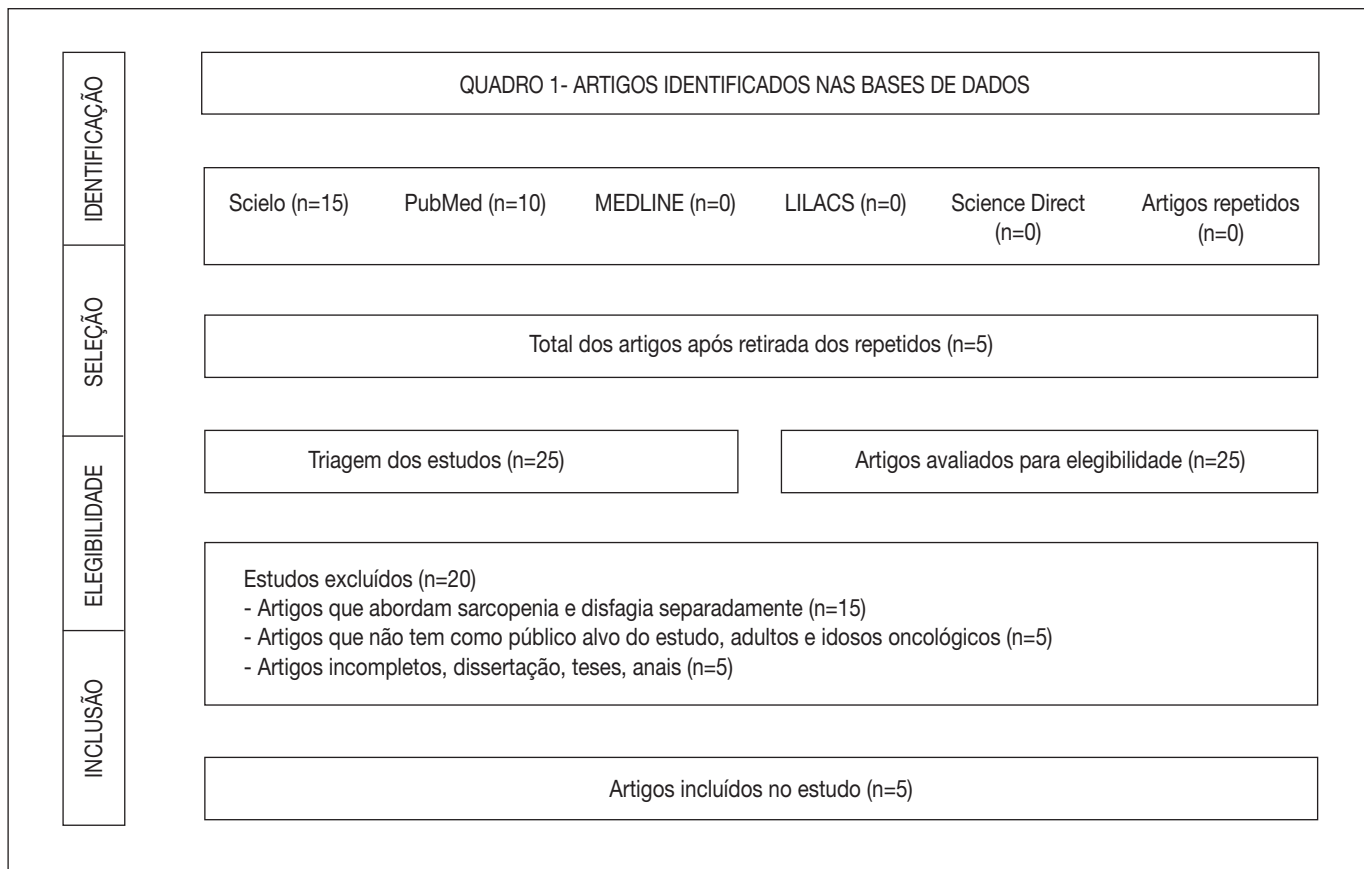 IDENTIFICAÇÃO
QUADRO 1- ARTIGOS IDENTIFICADOS NAS BASES DE DADOS
Scielo (n=15) PubMed (n=10) MEDLINE (n=0) LILACS (n=0) Science Direct Artigos repetidos
(n=0) (n=0)
SELEÇÃO
Total dos artigos após retirada dos repetidos (n=5)
ELEGIBILIDADE
Triagem dos estudos (n=25) Artigos avaliados para elegibilidade (n=25)
Estudos excluídos (n=20)
- Artigos que abordam sarcopenia e disfagia separadamente (n=15)
- Artigos que não tem como público alvo do estudo, adultos e idosos oncológicos (n=5)
- Artigos incompletos, dissertação, teses, anais (n=5)
INCLUSÃO
Artigos incluídos no estudo (n=5)